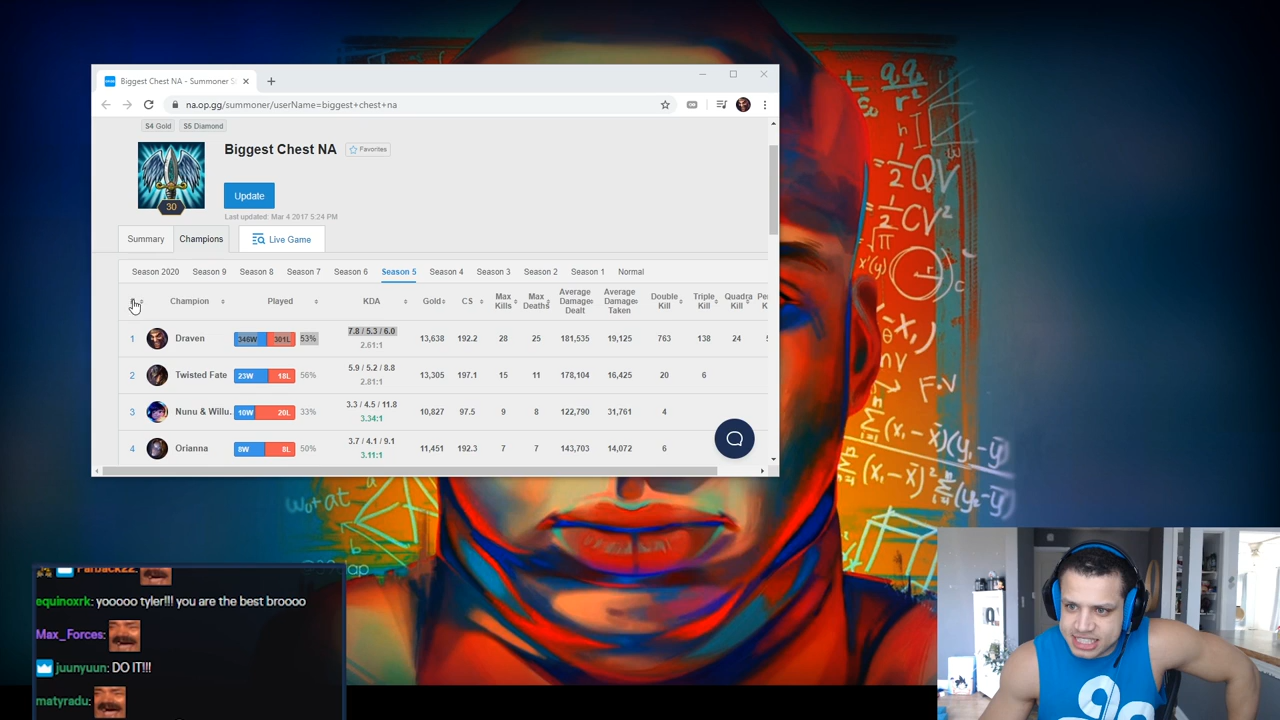 Biggest Chest NA - Summoner S
na.op.gg/summoner/userName=biggest+chest+na
S4 Gold S5 Diamond
Biggest Chest NA Favorites
30
Update
Last updated: Mar 4 2017 5:24 PM
Summary Champions Live Game
Season 2020 Season 9 Season 8 Season 7 Season 6 Season 5 Season 4 Season 3 Season 2 Season 1 Normal
# Champion Played KDA Gold CS Max Kills Max Deaths Average Damage Dealt Average Damage Taken Double Kill Triple Kill Quadra Kill
1 Draven 346W 301L 53% 7.8 / 5.3 / 6.0 13,638 192.2 28 25 181,535 19,125 763 138 24
2.61:1
2 Twisted Fate 23W 18L 56% 5.9 / 5.2 / 8.8 13,305 197.1 15 11 178,104 16,425 20 6
2.81:1
3 Nunu & Willu. 10W 20L 33% 3.3 / 4.5 / 11.8 10,827 97.5 9 8 122,790 31,761 4
3.34:1
4 Orianna 8W 8L 50% 3.7 / 4.1 / 9.1 11,451 192.3 7 7 143,703 14,072 6
3.11:1
equinoxrk: yooooo tyler!!! you are the best broooo
Max_Forces:
juunyuun: DO IT!!!
matyradu: